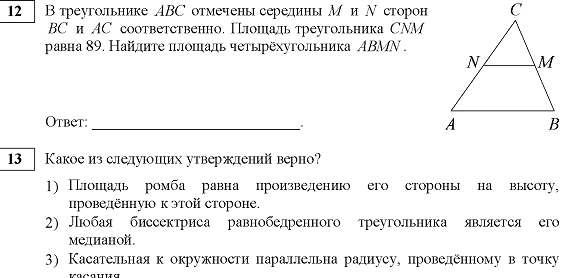 12 В треугольнике ABC отмечены середины M и N сторон
BC и AC соответственно. Площадь треугольника CNM
равна 89. Найдите площадь четырёхугольника ABMN .
C
N M
A B
Ответ: ___________________________.
13 Какое из следующих утверждений верно?
1) Площадь ромба равна произведению его стороны на высоту,
проведённую к этой стороне.
2) Любая биссектриса равнобедренного треугольника является его
медианой.
3) Касательная к окружности параллельна радиусу, проведённому в точку
касания.